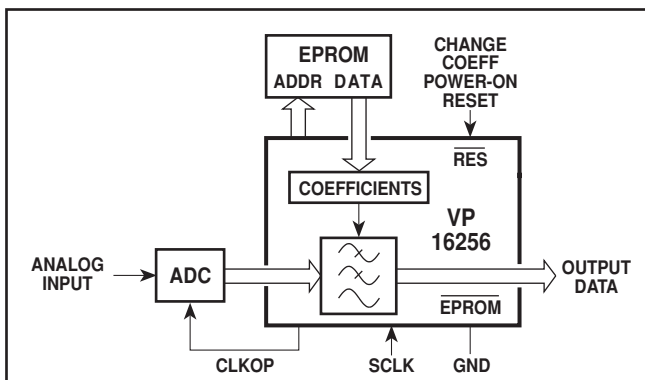 EPROM
ADDR DATA
CHANGE
COEFF
POWER-ON
RESET
RES
COEFFICIENTS
VP
16256
ANALOG
INPUT
ADC
OUTPUT
DATA
EPROM
CLKOP
SCLK
GND